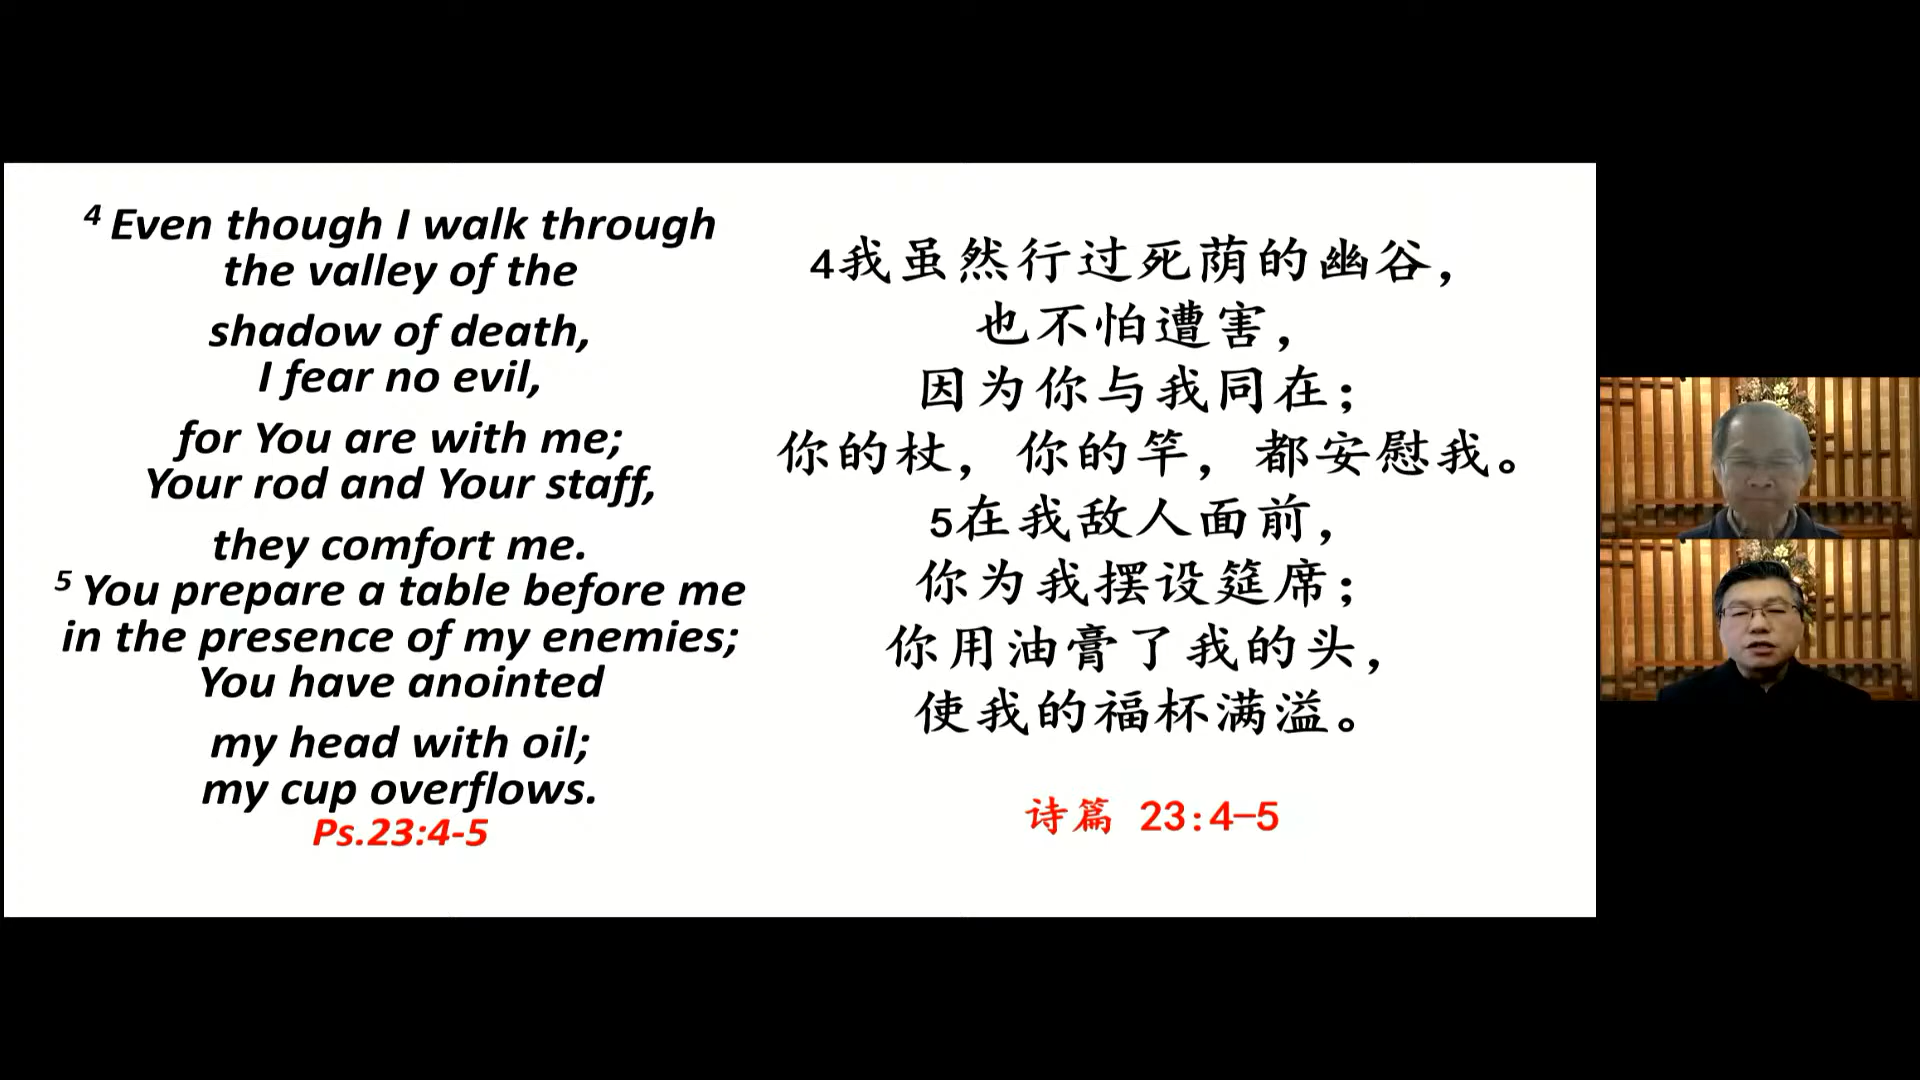 4 Even though I walk through
the valley of the
shadow of death,
I fear no evil,
for You are with me;
Your rod and Your staff,
they comfort me.
5 You prepare a table before me
in the presence of my enemies;
You have anointed
my head with oil;
my cup overflows.
Ps.23:4-5
4我虽然行过死荫的幽谷，
也不怕遭害，
因为你与我同在；
你的杖，你的竿，都安慰我。
5在我敌人面前，
你为我摆设筵席；
你用油膏了我的头，
使我的福杯满溢。
诗篇 23:4-5